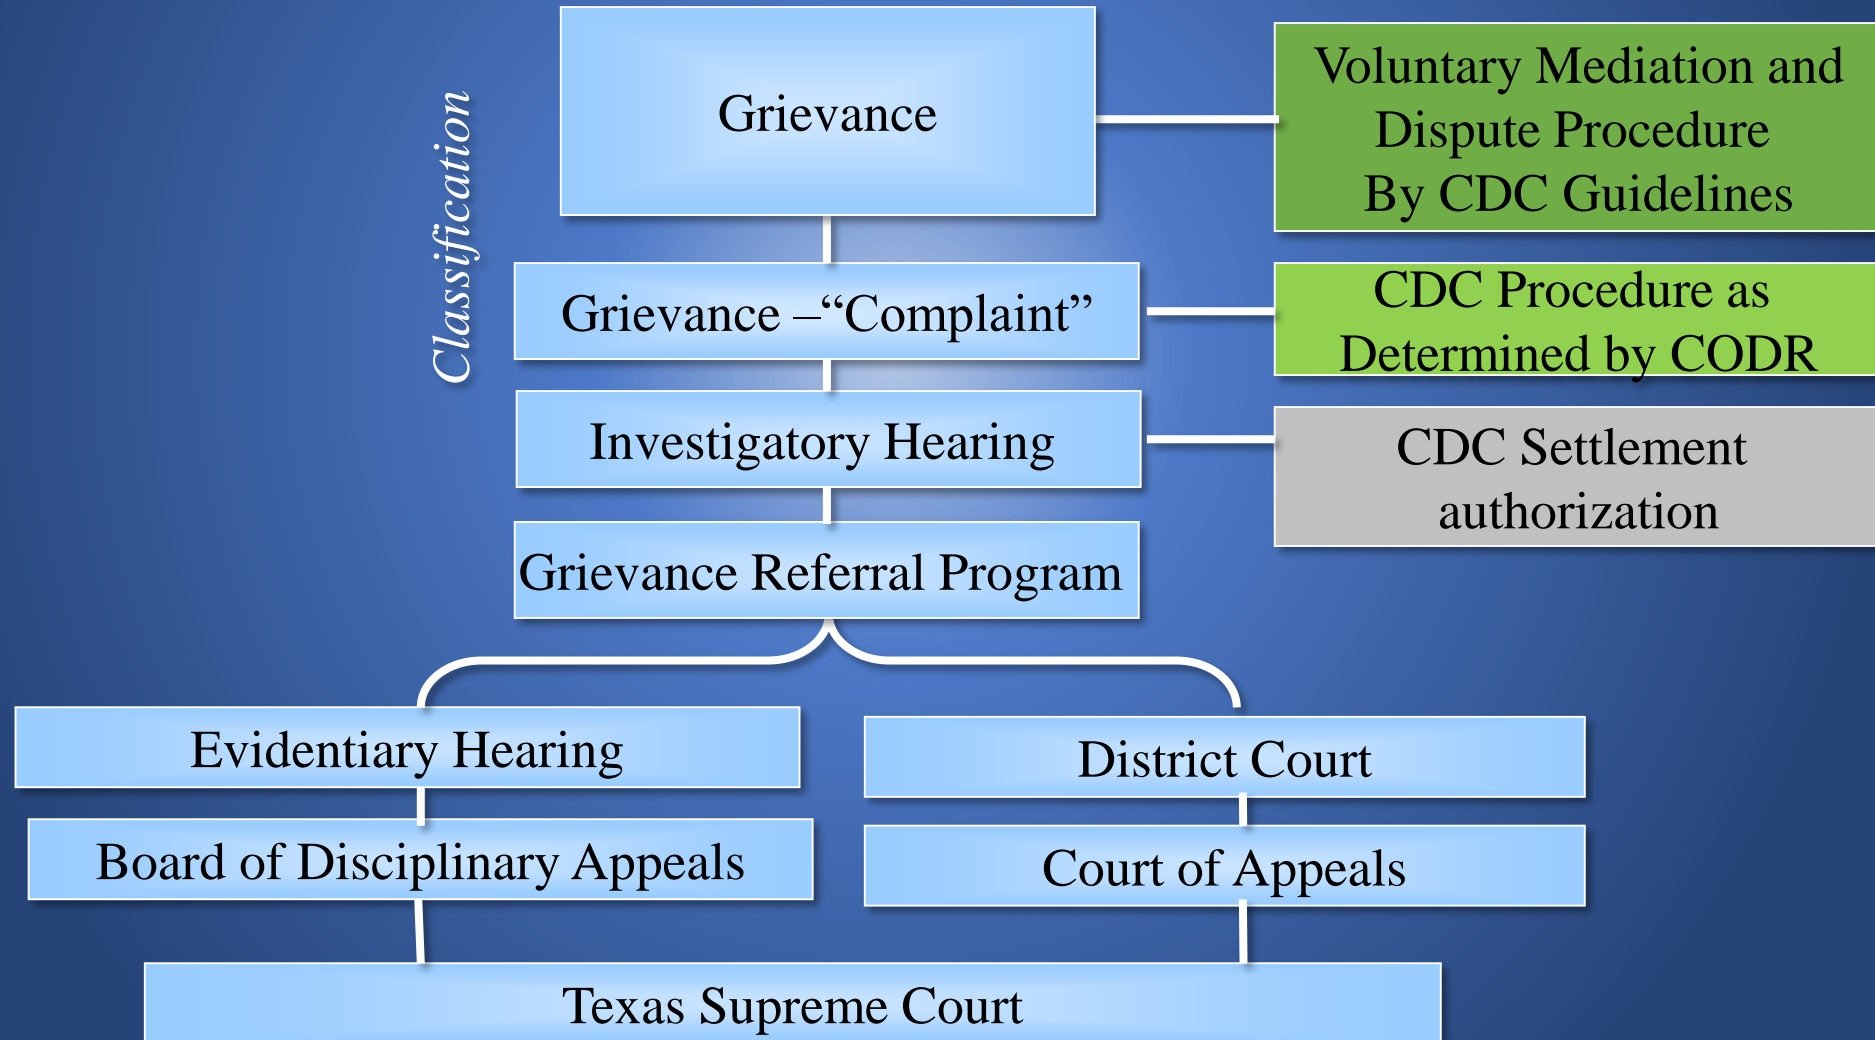 Classification
Grievance
Voluntary Mediation and
Dispute Procedure
By CDC Guidelines
Grievance –“Complaint”
CDC Procedure as
Determined by CODR
Investigatory Hearing
CDC Settlement
authorization
Grievance Referral Program
Evidentiary Hearing
District Court
Board of Disciplinary Appeals
Court of Appeals
Texas Supreme Court